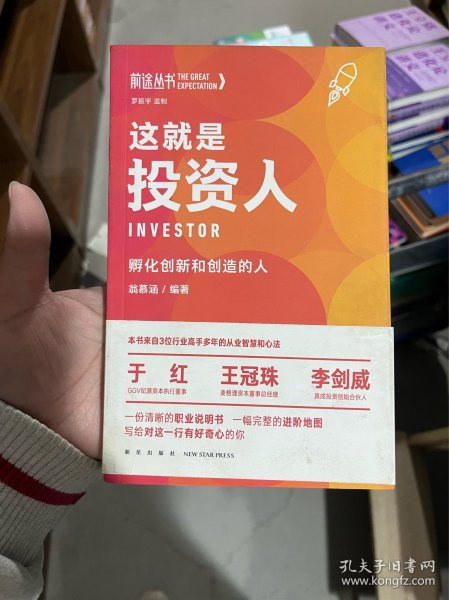 前途丛书 THE GREAT EXPECTATION
罗振宇 监制
这就是
投资人
INVESTOR
孵化创新和创造的人
翁慕涵 / 编著
本书来自3位行业高手多年的从业智慧和心法
于 红 王冠珠 李剑威
GGV纪源资本执行董事 麦格理资本董事总经理 真成投资创始合伙人
一份清晰的职业说明书 一幅完整的进阶地图
写给对这一行有好奇心的你
新星出版社 NEW STAR PRESS
孔夫子旧书网
www.kongfz.com